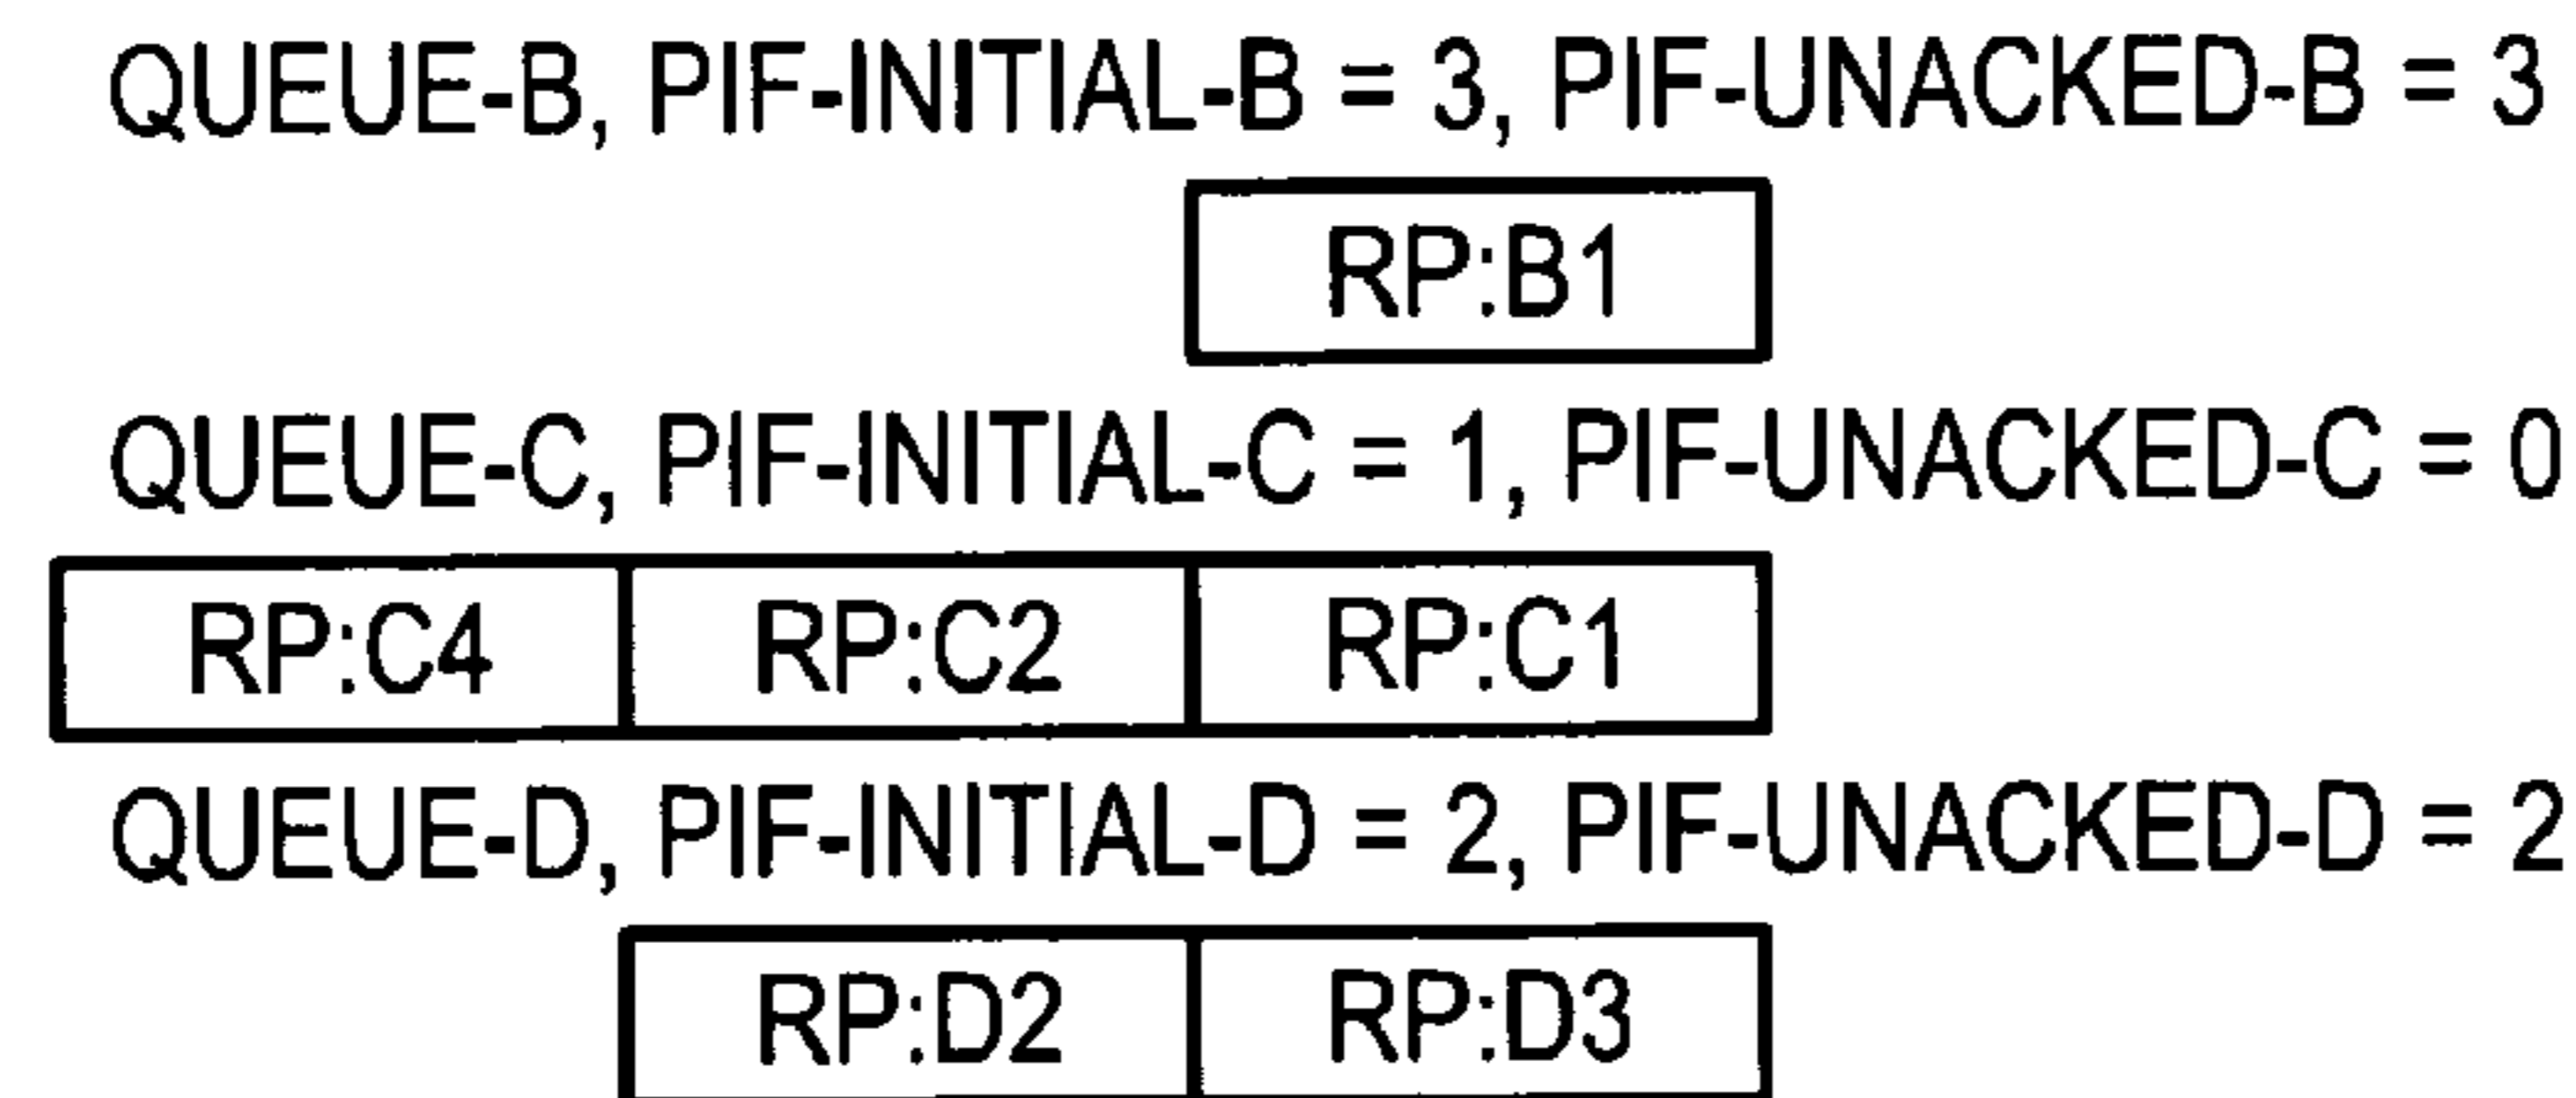 QUEUE-B, PIF-INITIAL-B = 3, PIF-UNACKED-B = 3
RP:B1
QUEUE-C, PIF-INITIAL-C = 1, PIF-UNACKED-C = 0
RP:C4 RP:C2 RP:C1
QUEUE-D, PIF-INITIAL-D = 2, PIF-UNACKED-D = 2
RP:D2 RP:D3